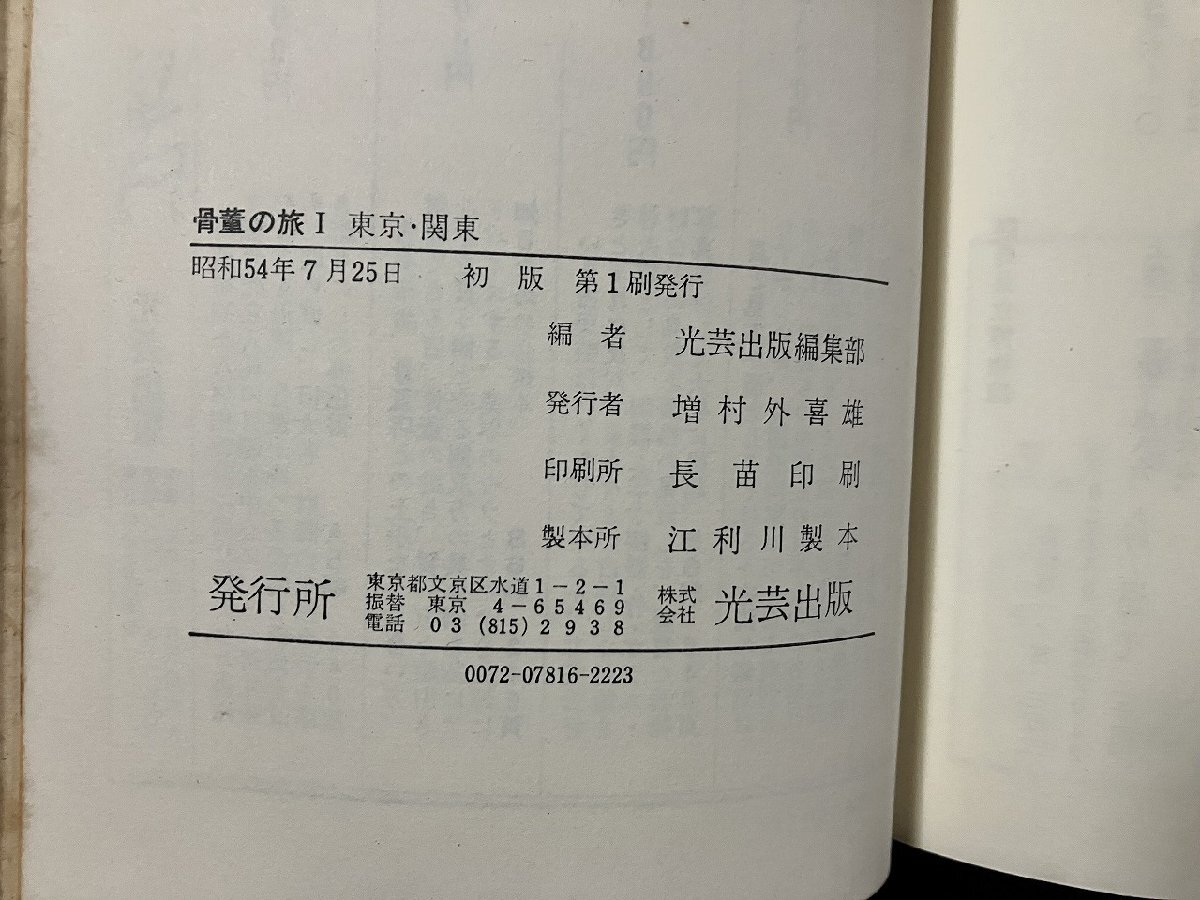 骨董の旅Ⅰ 東京・関東
昭和54年7月25日 初版 第1刷発行
編者 光芸出版編集部
発行者 増村外喜雄
印刷所 長苗印刷
製本所 江利川製本
発行所 東京都文京区水道1-2-1 株式会社 光芸出版
振替 東京 4-65469
電話 03(815)2938
0072-07816-2223